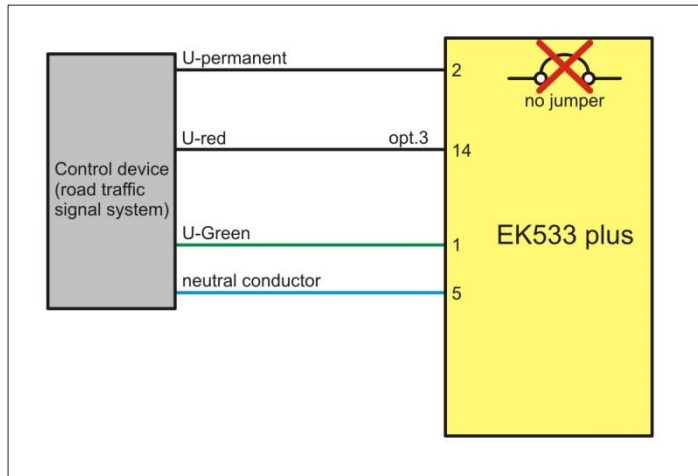 U-permanent
2
no jumper
U-red
opt.3
14
Control device
(road traffic
signal system)
U-Green
1
EK533 plus
neutral conductor
5